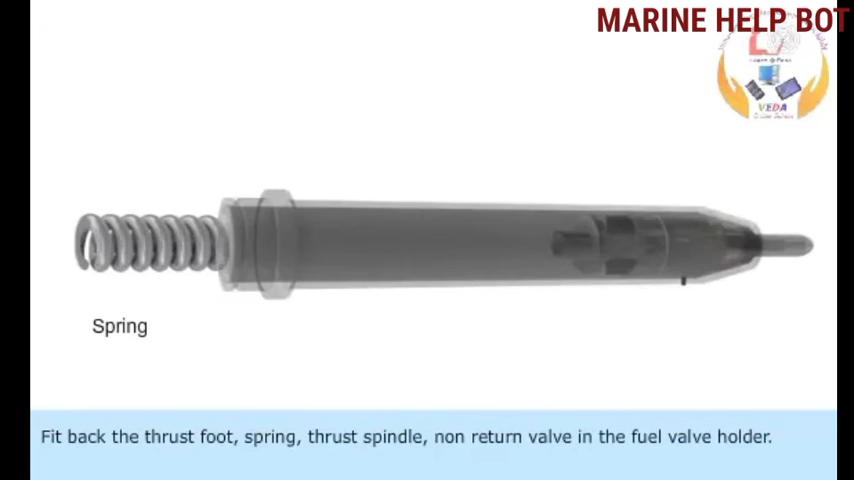 MARINE HELP BOT
VEDA
Spring
Fit back the thrust foot, spring, thrust spindle, non return valve in the fuel valve holder.